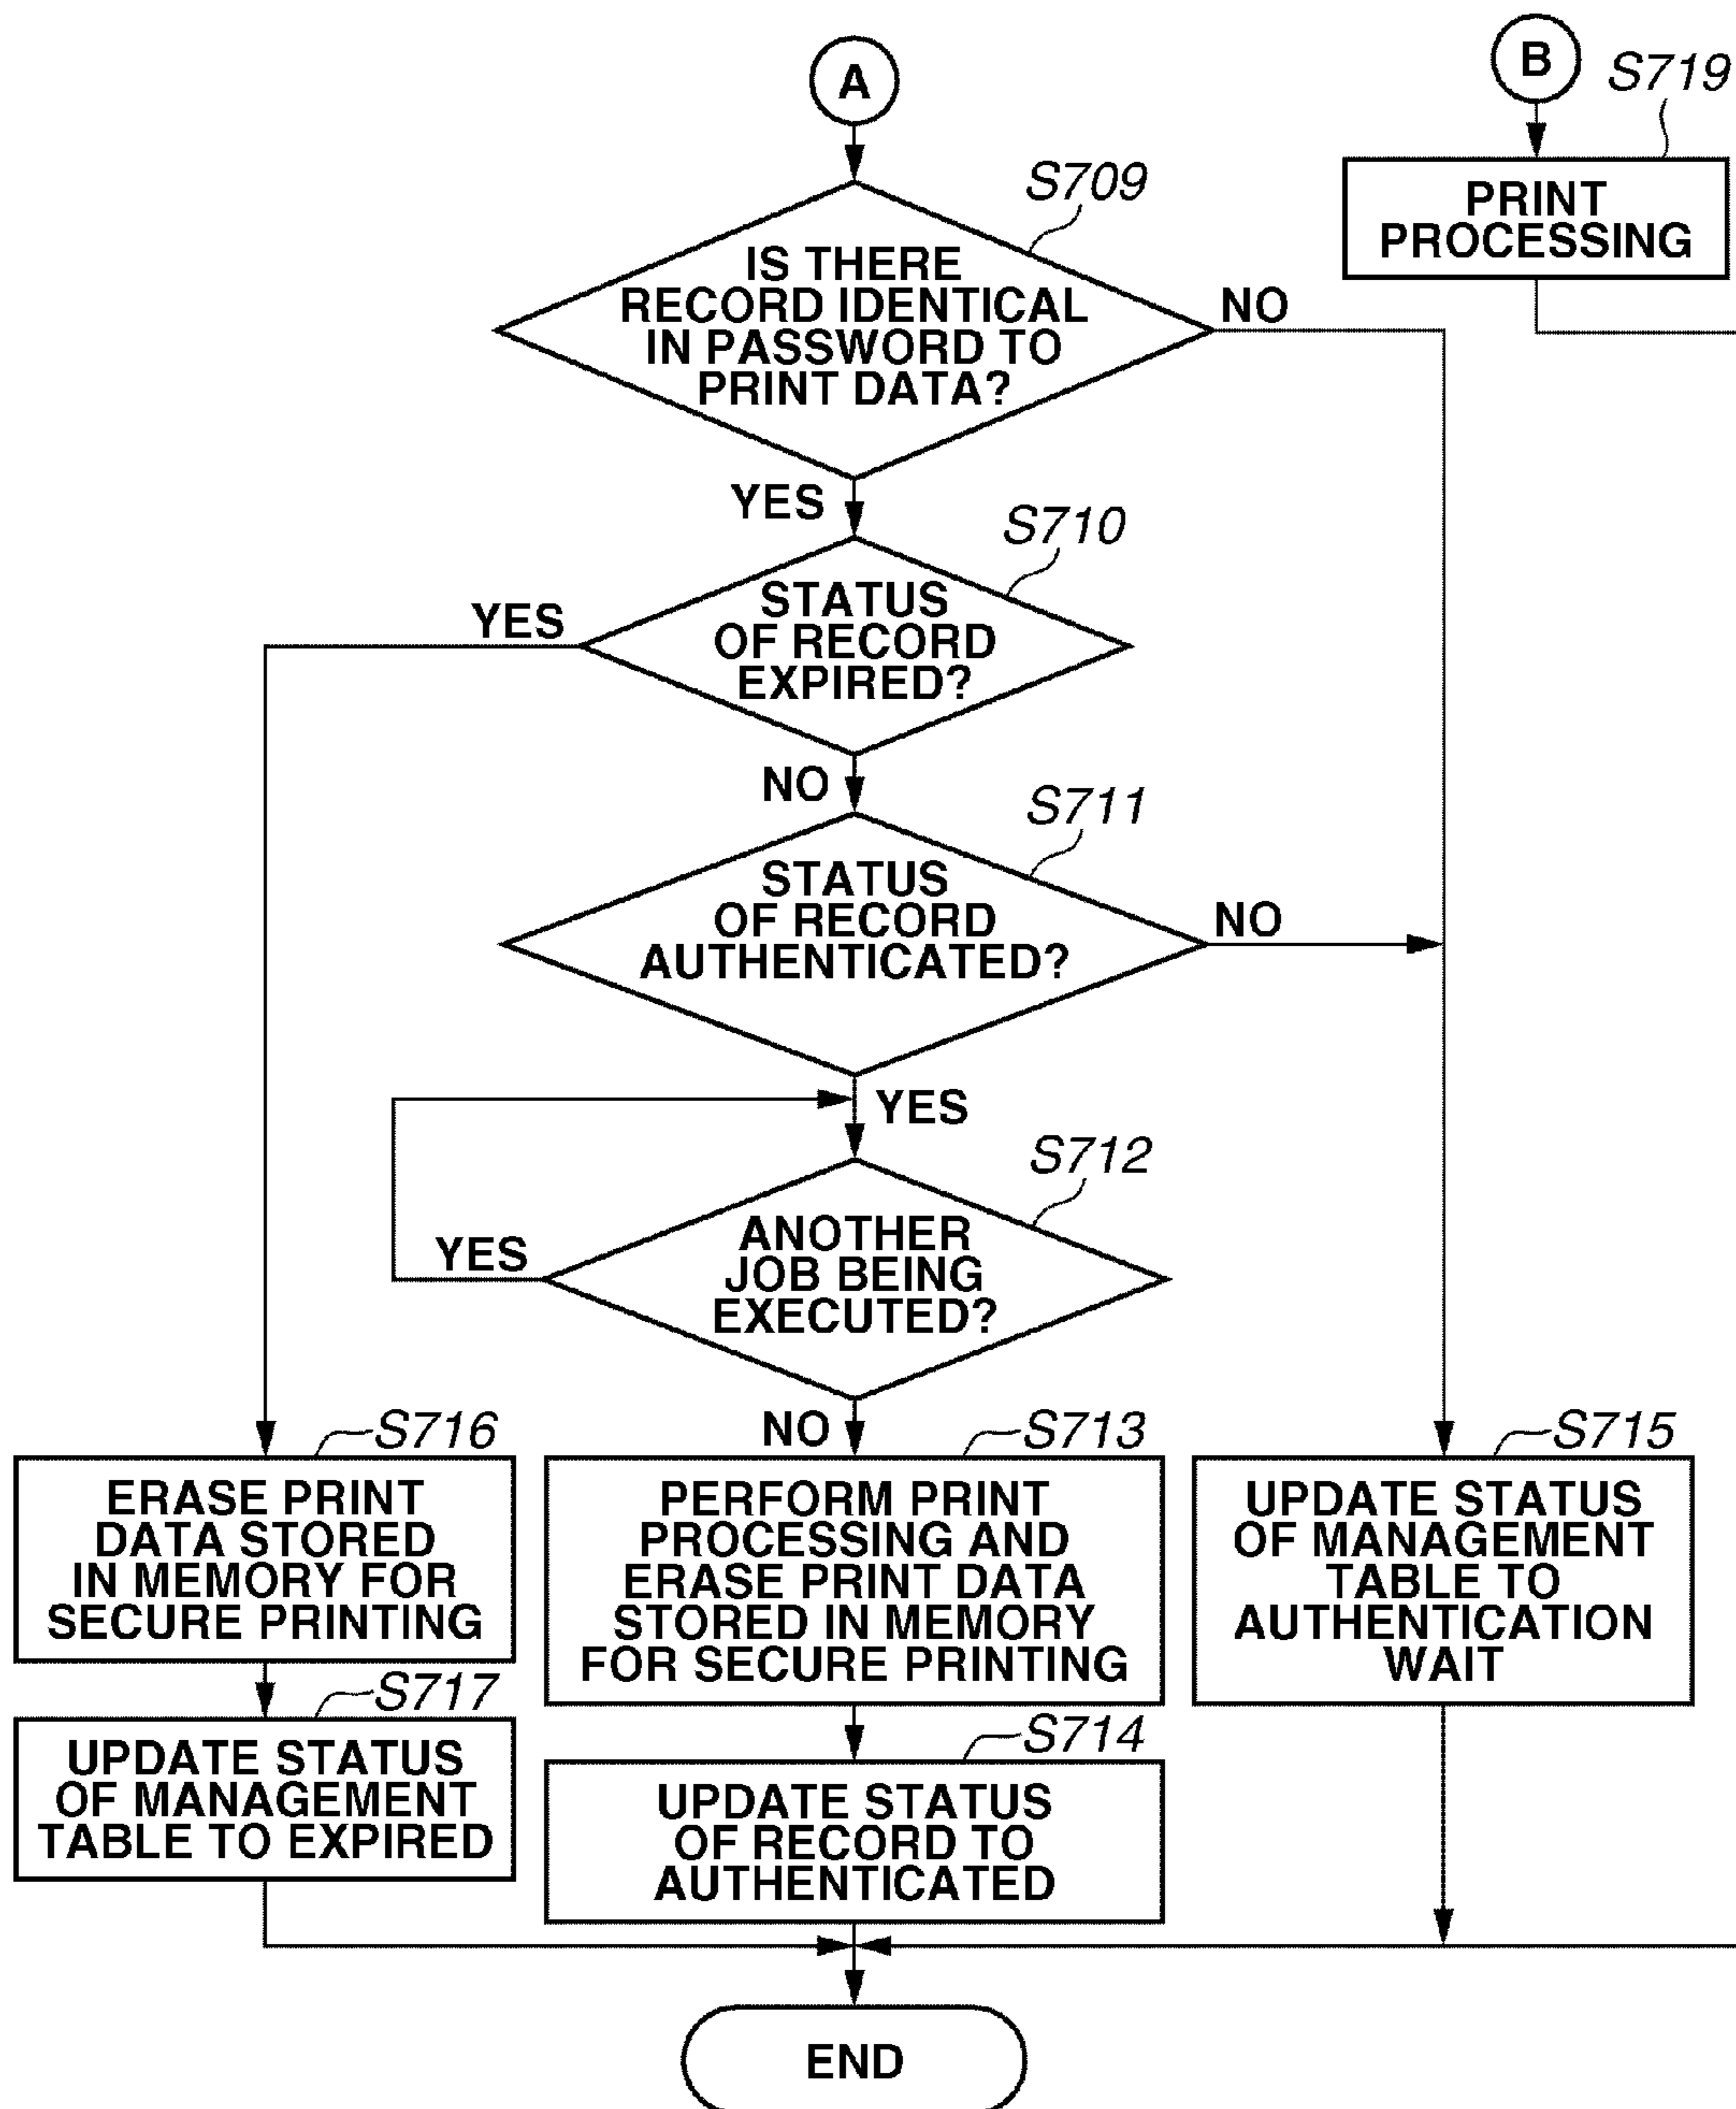 A
B
S719
PRINT
PROCESSING
S709
IS THERE
RECORD IDENTICAL
IN PASSWORD TO
PRINT DATA?
NO
YES
S710
STATUS
OF RECORD
EXPIRED?
YES
NO
S711
STATUS
OF RECORD
AUTHENTICATED?
NO
YES
S712
ANOTHER
JOB BEING
EXECUTED?
YES
NO
S716
ERASE PRINT
DATA STORED
IN MEMORY FOR
SECURE PRINTING
S713
PERFORM PRINT
PROCESSING AND
ERASE PRINT DATA
STORED IN MEMORY
FOR SECURE PRINTING
S715
UPDATE STATUS
OF MANAGEMENT
TABLE TO
AUTHENTICATION
WAIT
S717
UPDATE STATUS
OF MANAGEMENT
TABLE TO EXPIRED
S714
UPDATE STATUS
OF RECORD TO
AUTHENTICATED
END